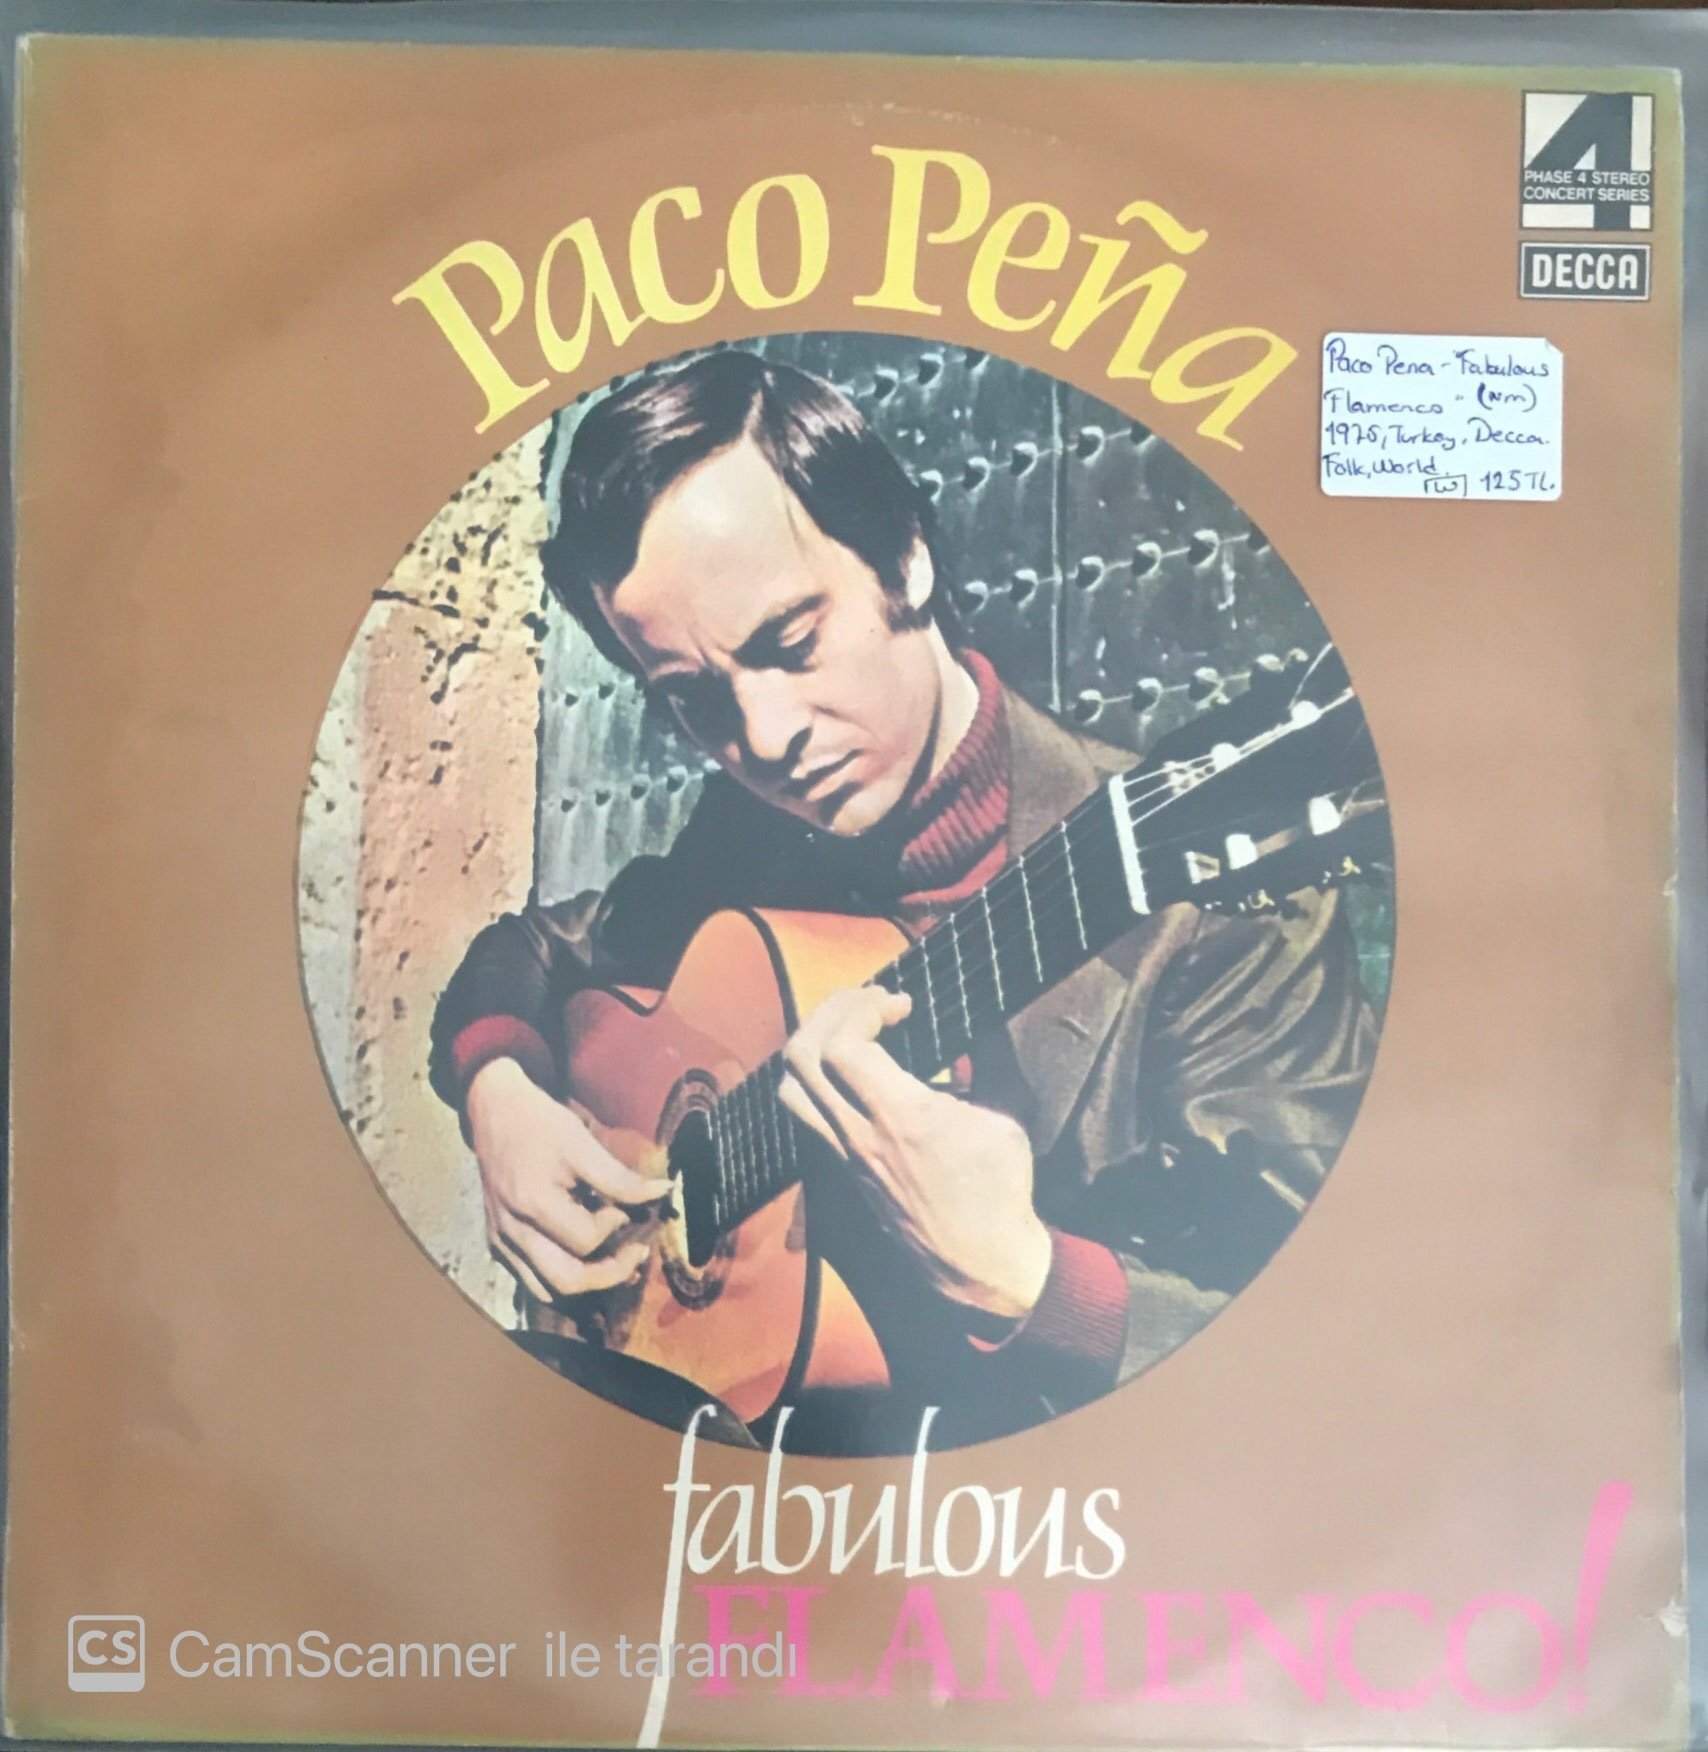 Paco Peña
4
PHASE 4 STEREO
CONCERT SERIES
DECCA
Paco Pena - "Fabulous
Flamenco" (Nm)
1975, Turkey, Decca.
Folk, World.
125 TL.
fabulous
FLAMENCO!
CS CamScanner ile tarandı